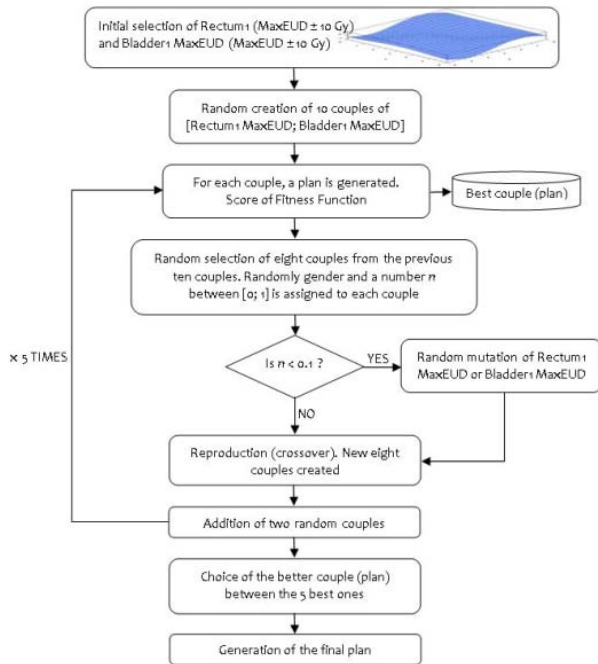 Initial selection of Rectum1 (MaxEUD ± 10 Gy)
and Bladder1 MaxEUD (MaxEUD ± 10 Gy)
Random creation of 10 couples of
[Rectum1 MaxEUD; Bladder1 MaxEUD]
For each couple, a plan is generated.
Score of Fitness Function
Best couple (plan)
Random selection of eight couples from the previous
ten couples. Randomly gender and a number n
between [0; 1] is assigned to each couple
x 5 TIMES
Is n < 0.1 ?
YES
Random mutation of Rectum1
MaxEUD or Bladder1 MaxEUD
NO
Reproduction (crossover). New eight
couples created
Addition of two random couples
Choice of the better couple (plan)
between the 5 best ones
Generation of the final plan